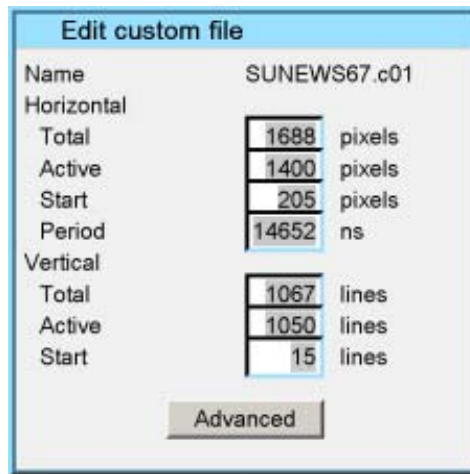 Edit custom file
Name SUNEWS67.c01
Horizontal
Total 1688 pixels
Active 1400 pixels
Start 205 pixels
Period 14652 ns
Vertical
Total 1067 lines
Active 1050 lines
Start 15 lines
Advanced